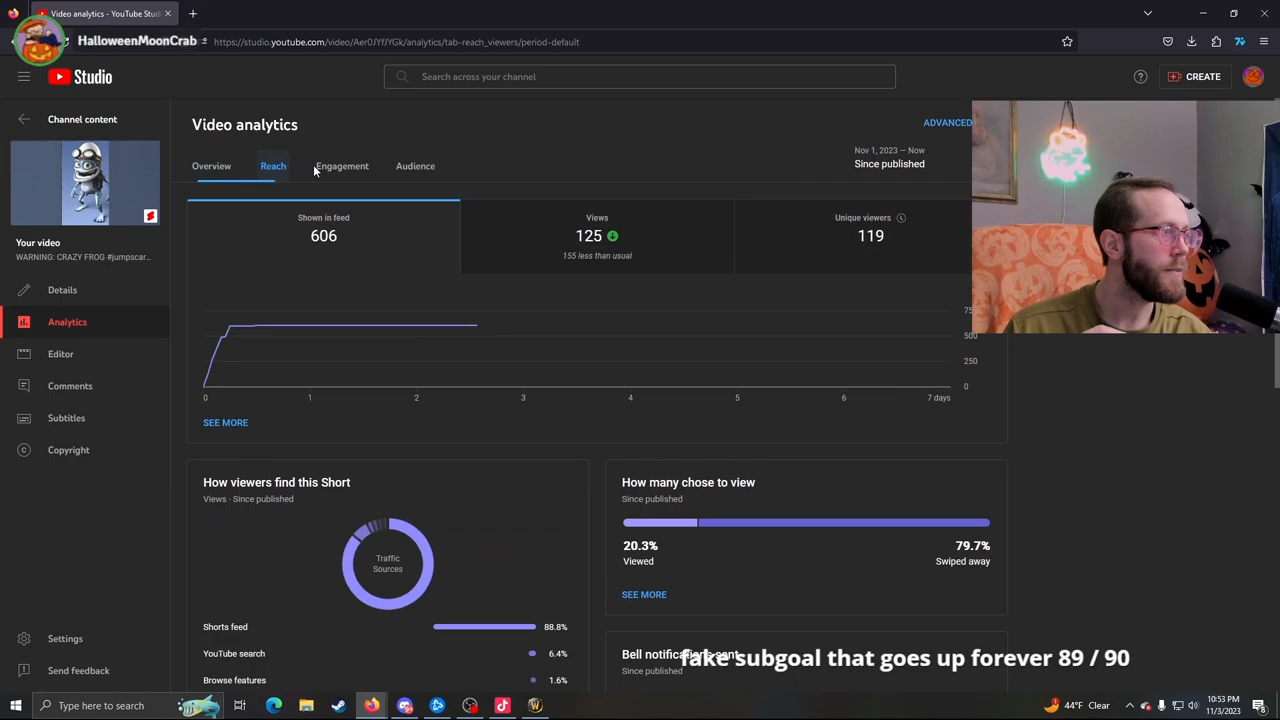 Video analytics - YouTube Stud
HalloweenMoonCrab
https://studio.youtube.com/video/Aer0JYfJYGk/analytics/tab-reach_viewers/period-default
Studio
Search across your channel
CREATE
Channel content
Video analytics
ADVANCED
Overview
Reach
Engagement
Audience
Nov 1, 2023 – Now
Since published
Your video
WARNING: CRAZY FROG #jumpscar...
Details
Analytics
Editor
Comments
Subtitles
Copyright
Settings
Send feedback
Shown in feed
606
Views
125
155 less than usual
Unique viewers
119
75
500
250
0
0 1 2 3 4 5 6 7 days
SEE MORE
How viewers find this Short
Views · Since published
Traffic
Sources
Shorts feed 88.8%
YouTube search 6.4%
Browse features 1.6%
How many chose to view
Since published
20.3%
Viewed
79.7%
Swiped away
SEE MORE
Bell notifications sent
Since published
fake subgoal that goes up forever 89 / 90
Type here to search
44°F Clear
10:53 PM
11/3/2023